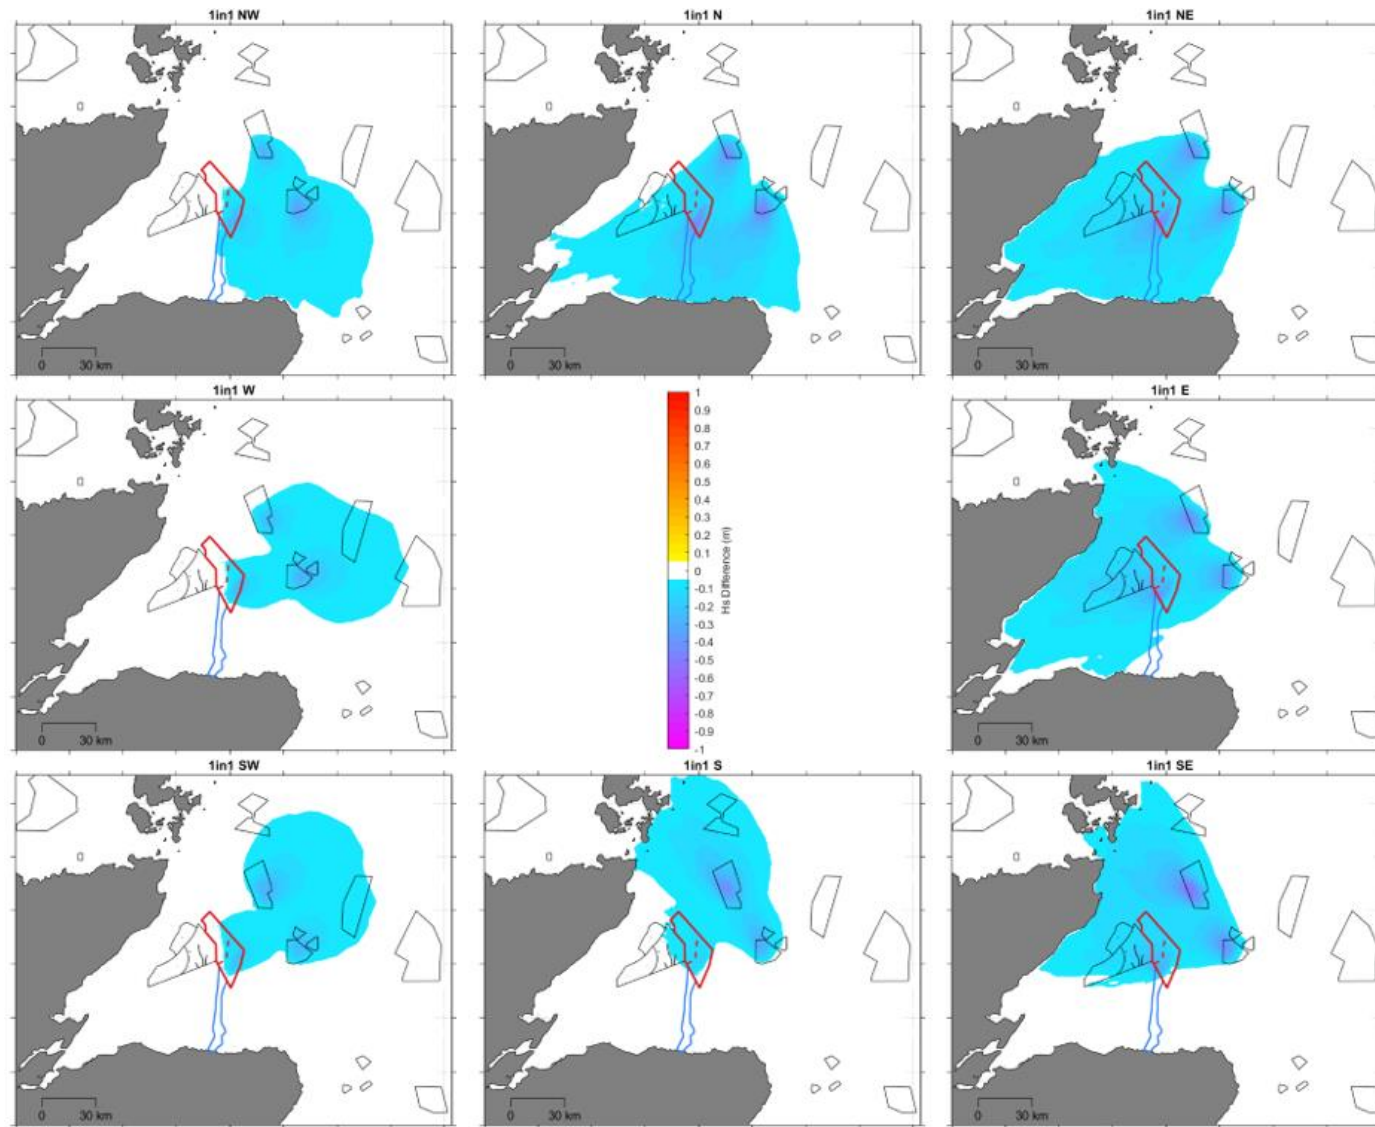 1in1 NW
1in1 N
1in1 NE
0 30 km
0 30 km
0 30 km
1in1 W
1in1 E
1
0.9
0.8
0.7
0.6
0.5
0.4
0.3
0.2
0.1
0
-0.1
-0.2
-0.3
-0.4
-0.5
-0.6
-0.7
-0.8
-0.9
-1
Hs Difference (m)
0 30 km
0 30 km
1in1 SW
1in1 S
1in1 SE
0 30 km
0 30 km
0 30 km